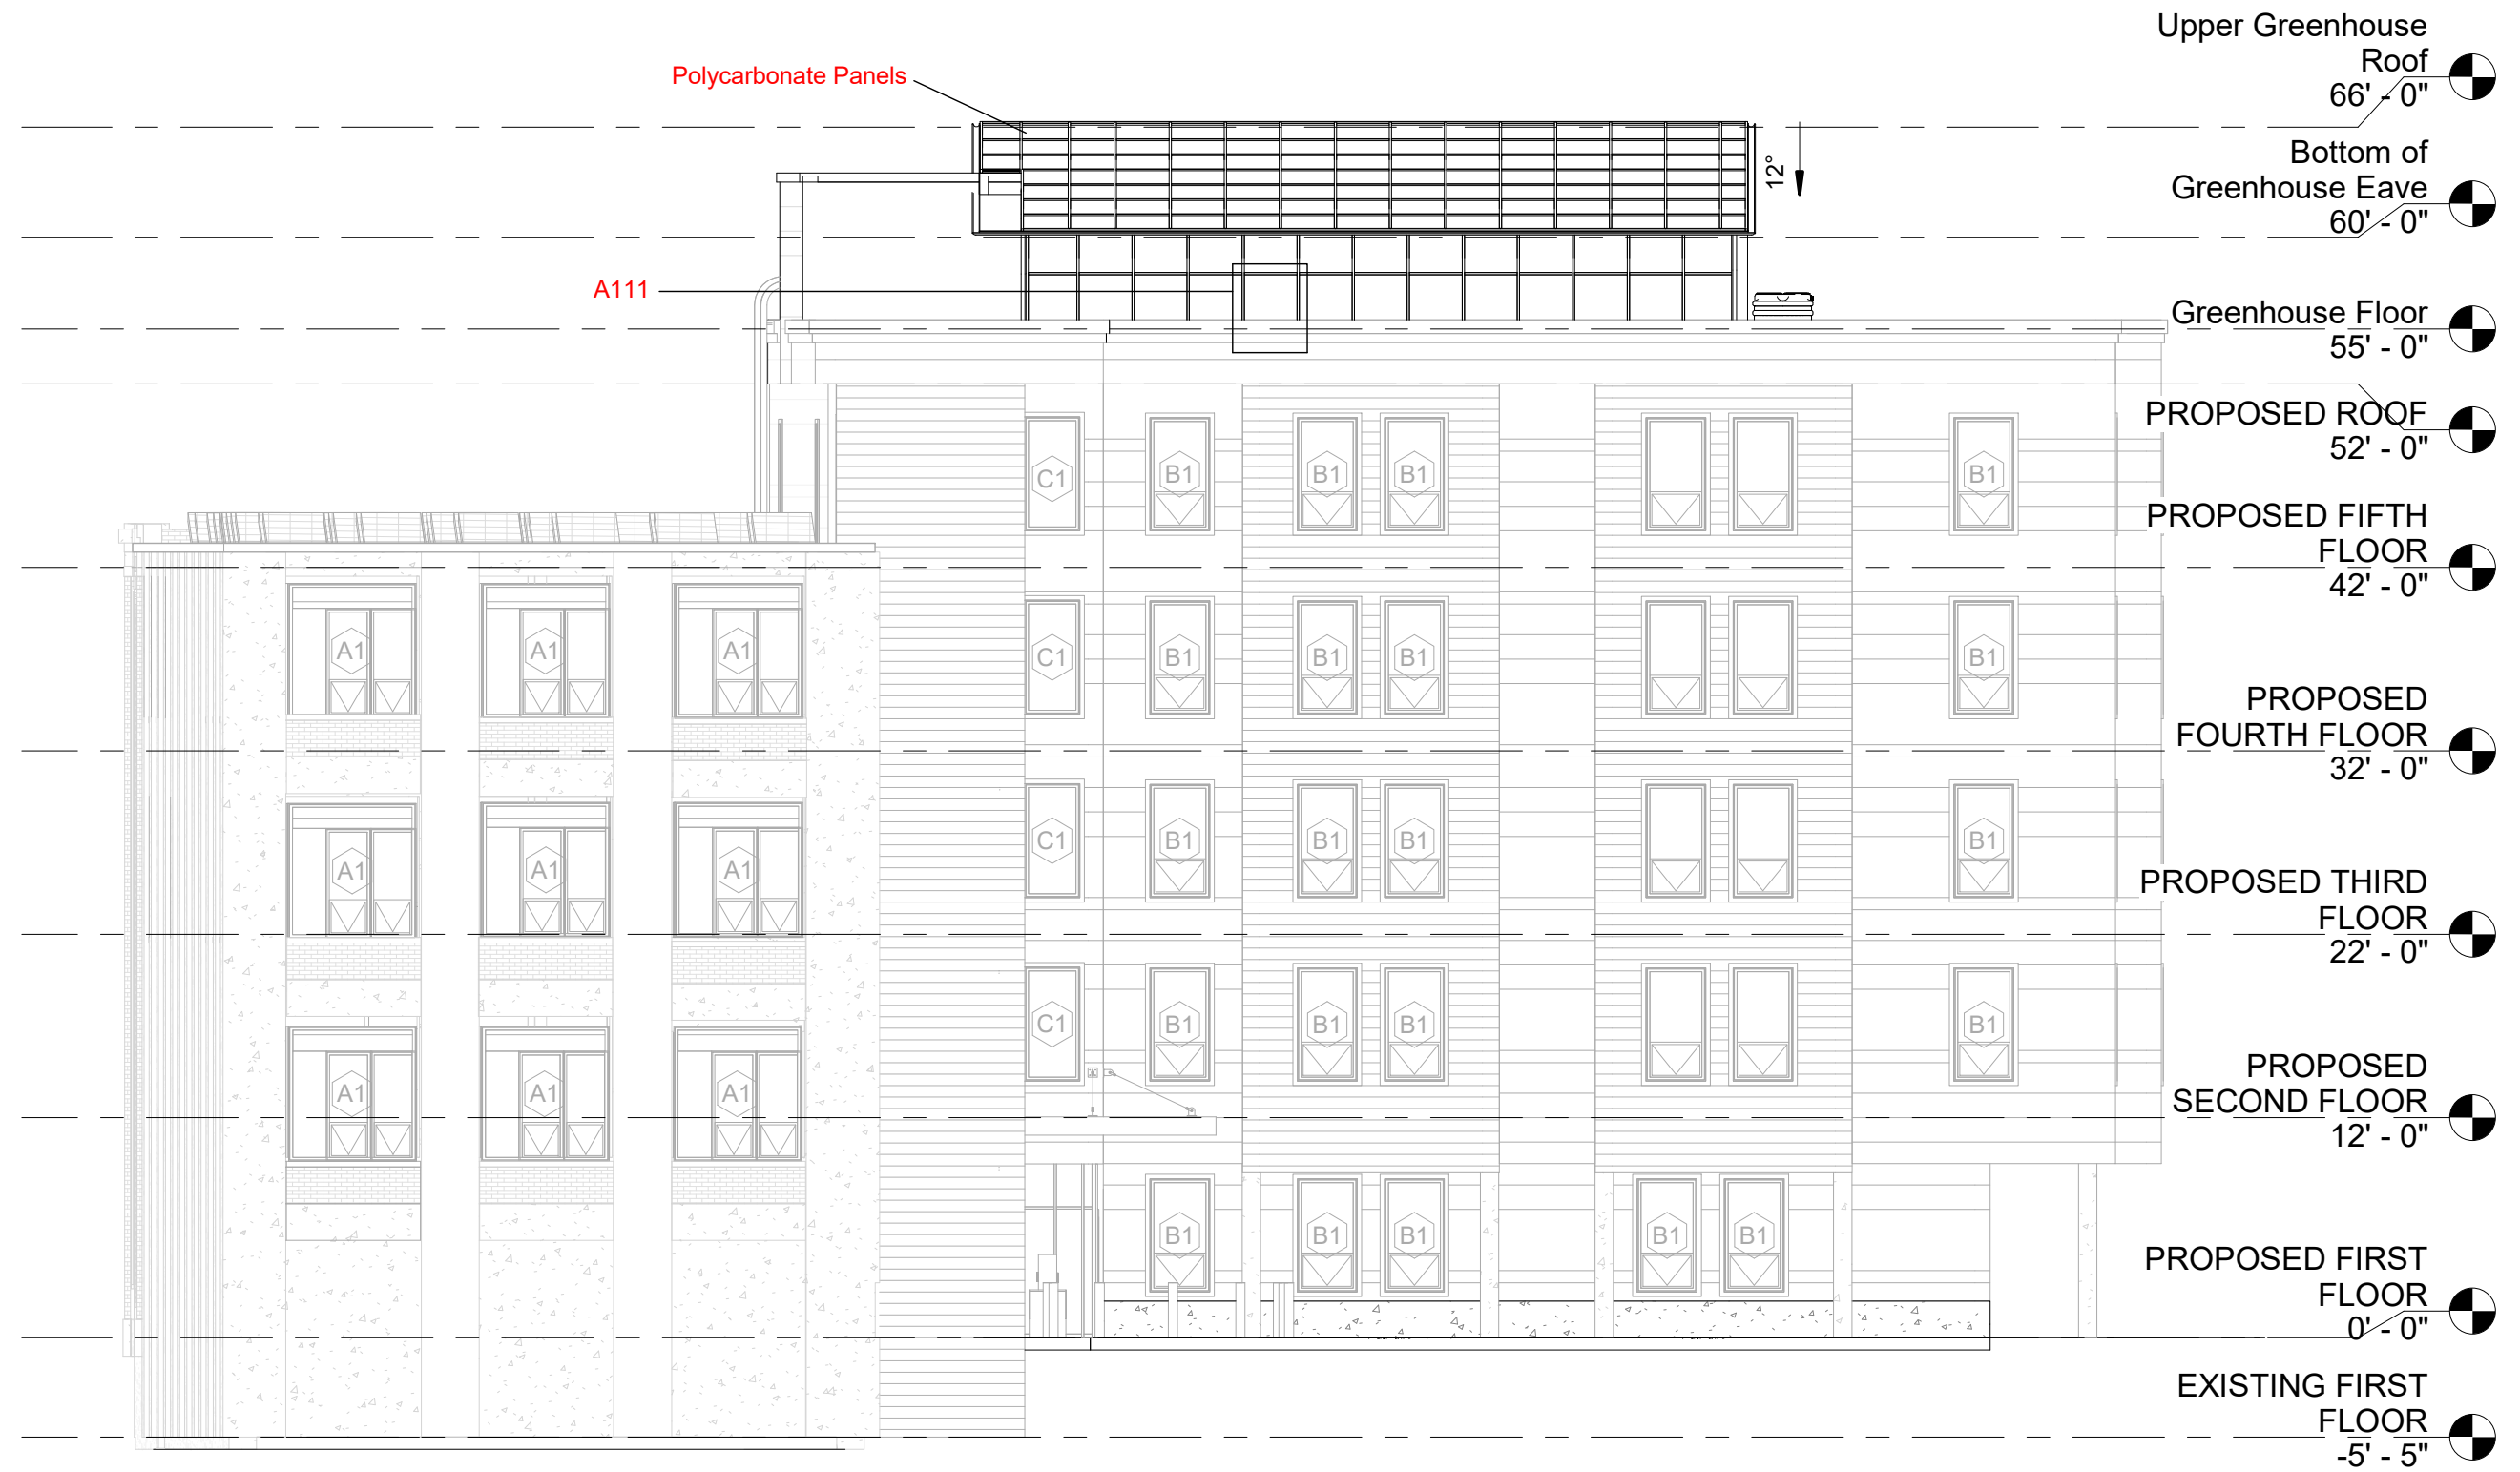 Upper Greenhouse
Roof
66' - 0"
Polycarbonate Panels
Bottom of
Greenhouse Eave
60' - 0"
12°
A111
Greenhouse Floor
55' - 0"
PROPOSED ROOF
52' - 0"
C1 B1 B1 B1 B1
PROPOSED FIFTH
FLOOR
42' - 0"
A1 A1 A1 C1 B1 B1 B1 B1
PROPOSED
FOURTH FLOOR
32' - 0"
A1 A1 A1 C1 B1 B1 B1 B1
PROPOSED THIRD
FLOOR
22' - 0"
C1 B1 B1 B1 B1
A1 A1 A1
PROPOSED
SECOND FLOOR
12' - 0"
B1 B1 B1 B1 B1
PROPOSED FIRST
FLOOR
0' - 0"
EXISTING FIRST
FLOOR
-5' - 5"